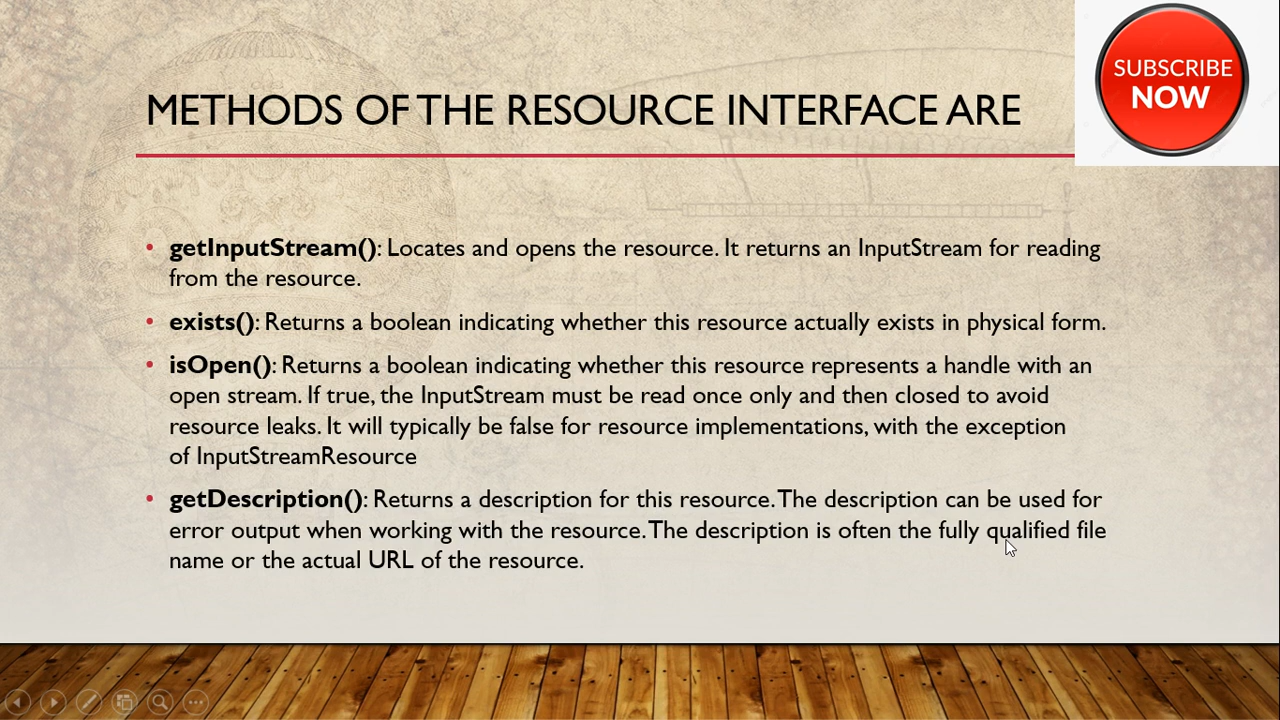 SUBSCRIBE
NOW
METHODS OF THE RESOURCE INTERFACE ARE
• getInputStream(): Locates and opens the resource. It returns an InputStream for reading
from the resource.
• exists(): Returns a boolean indicating whether this resource actually exists in physical form.
• isOpen(): Returns a boolean indicating whether this resource represents a handle with an
open stream. If true, the InputStream must be read once only and then closed to avoid
resource leaks. It will typically be false for resource implementations, with the exception
of InputStreamResource
• getDescription(): Returns a description for this resource. The description can be used for
error output when working with the resource. The description is often the fully qualified file
name or the actual URL of the resource.